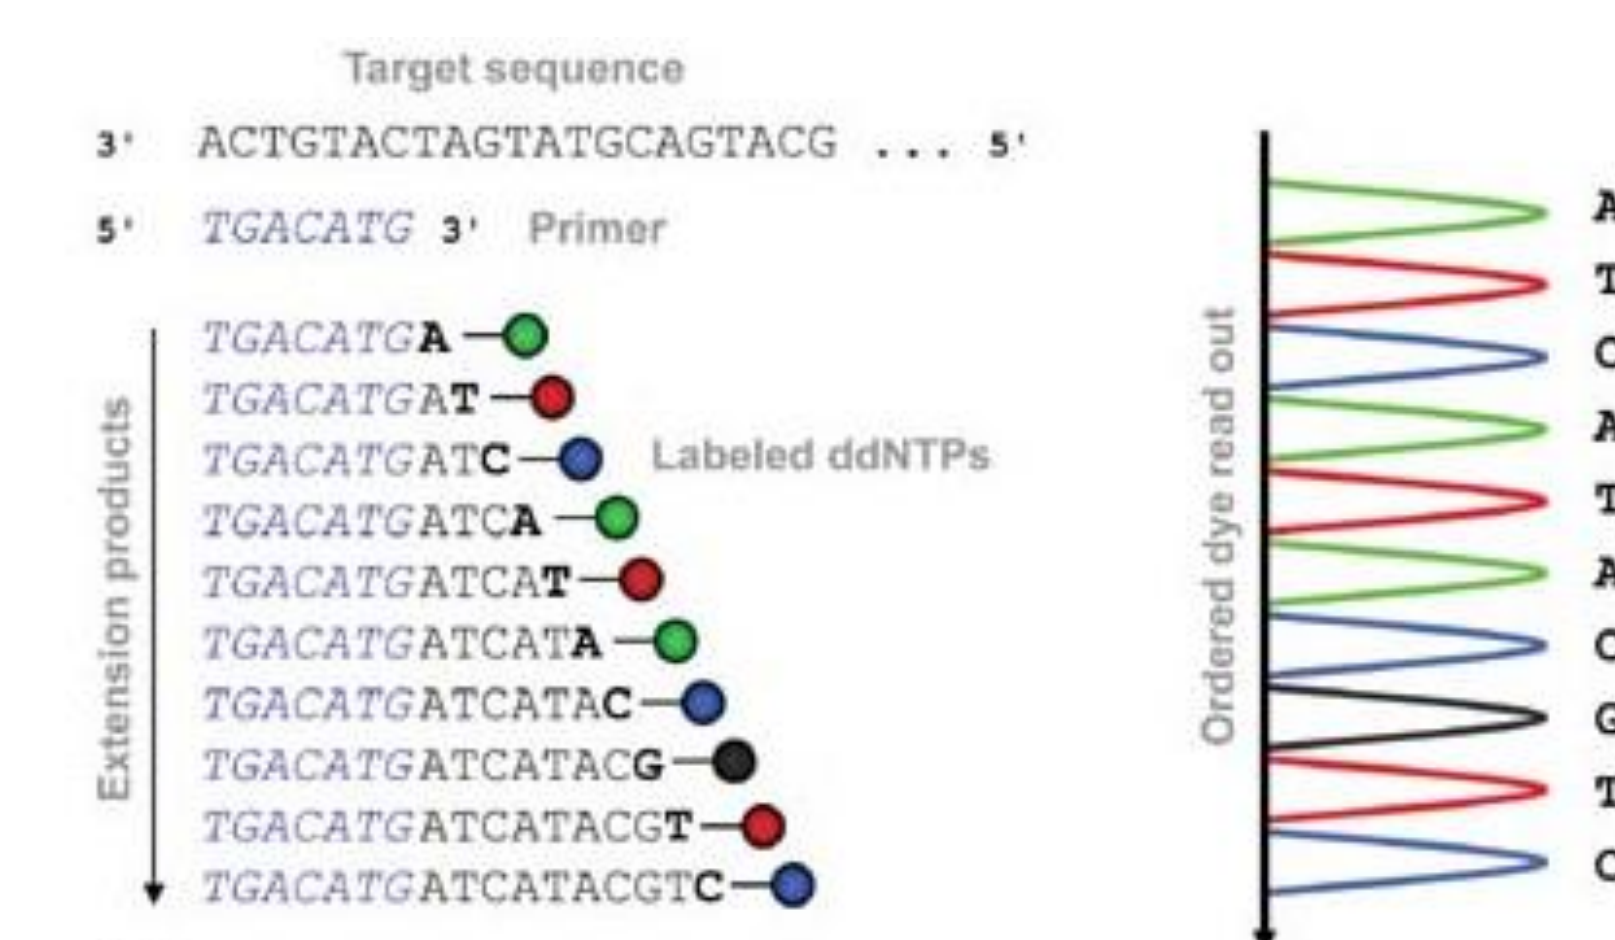 Target sequence
3' ACTGTACTAGTATGCAGTACG ... 5'
5' TGACATG 3' Primer
Extension products
TGACATGA
TGACATGAT
TGACATGATC
Labeled ddNTPs
TGACATGATCA
TGACATGATCAT
TGACATGATCATA
TGACATGATCATAC
TGACATGATCATACG
TGACATGATCATACGT
TGACATGATCATACGTC
Ordered dye read out
A
T
C
A
T
A
C
G
T
C